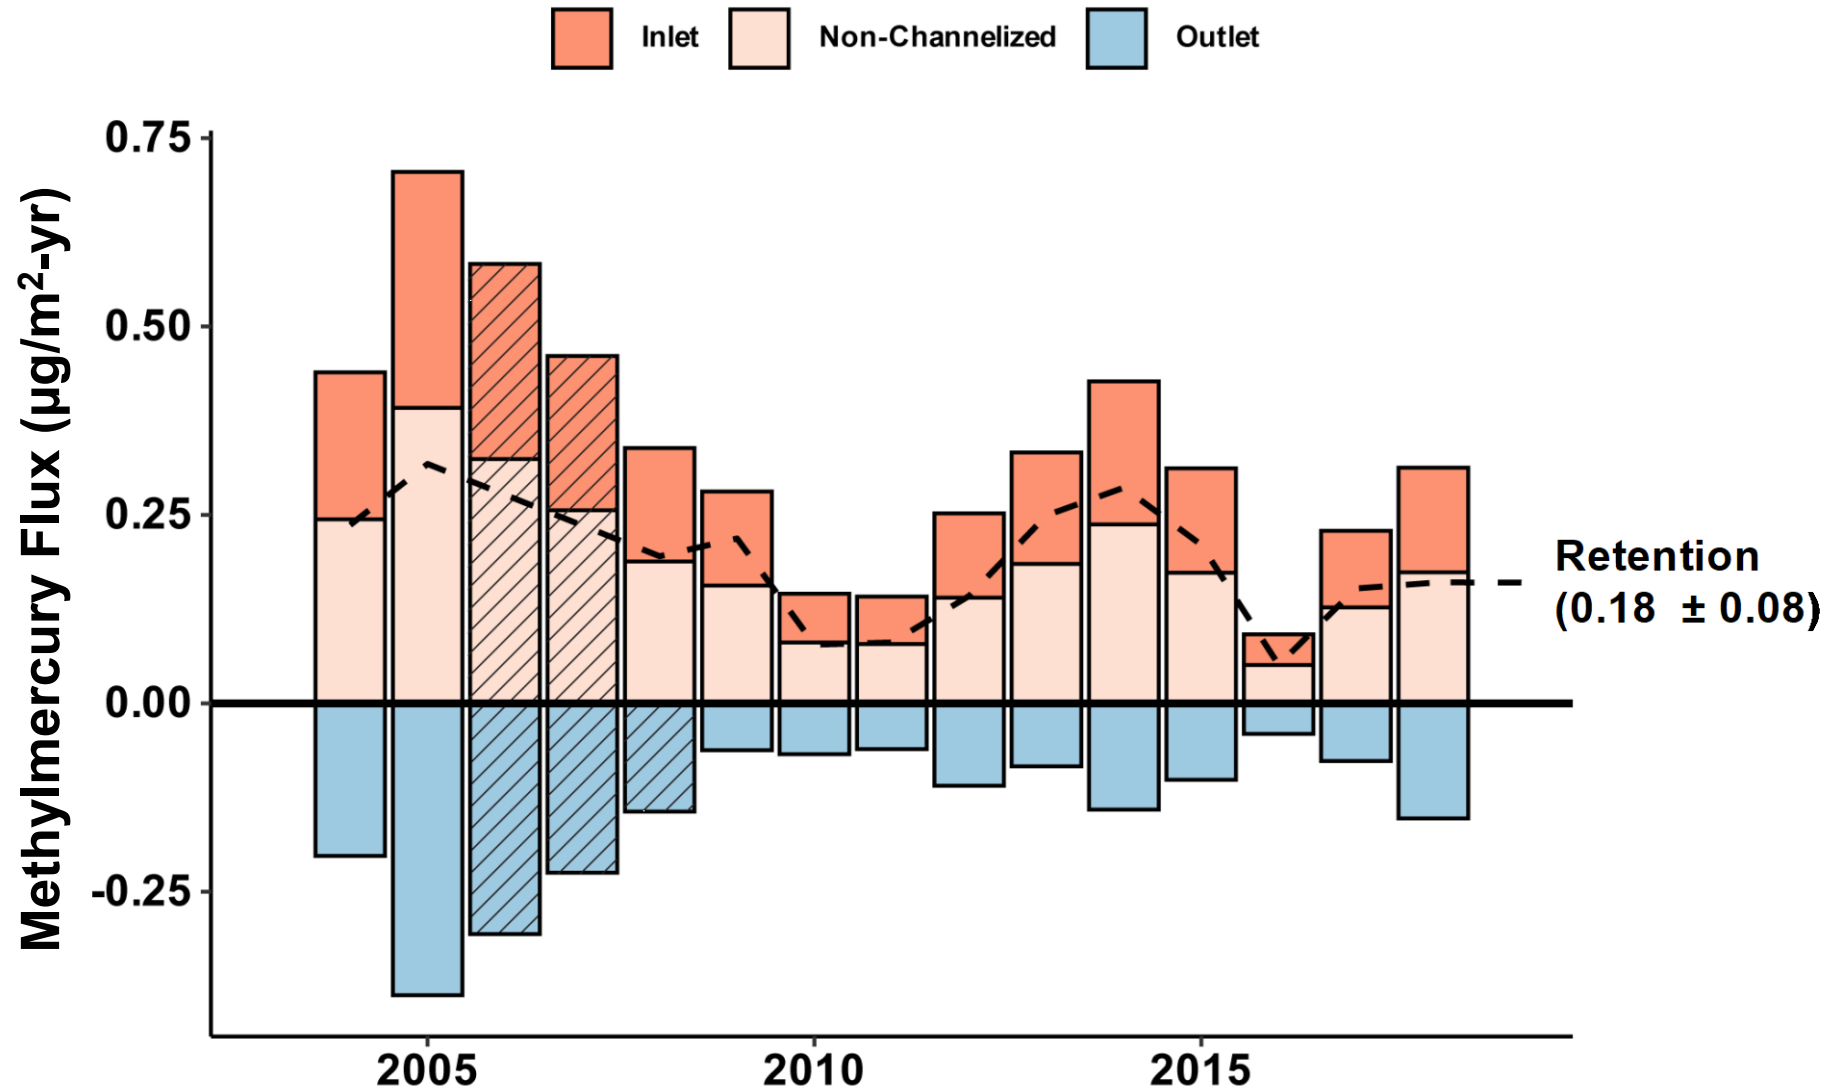 Inlet Non-Channelized Outlet
0.75
0.50
0.25
0.00
-0.25
Methylmercury Flux (µg/m²-yr)
Retention
(0.18 ± 0.08)
2005 2010 2015